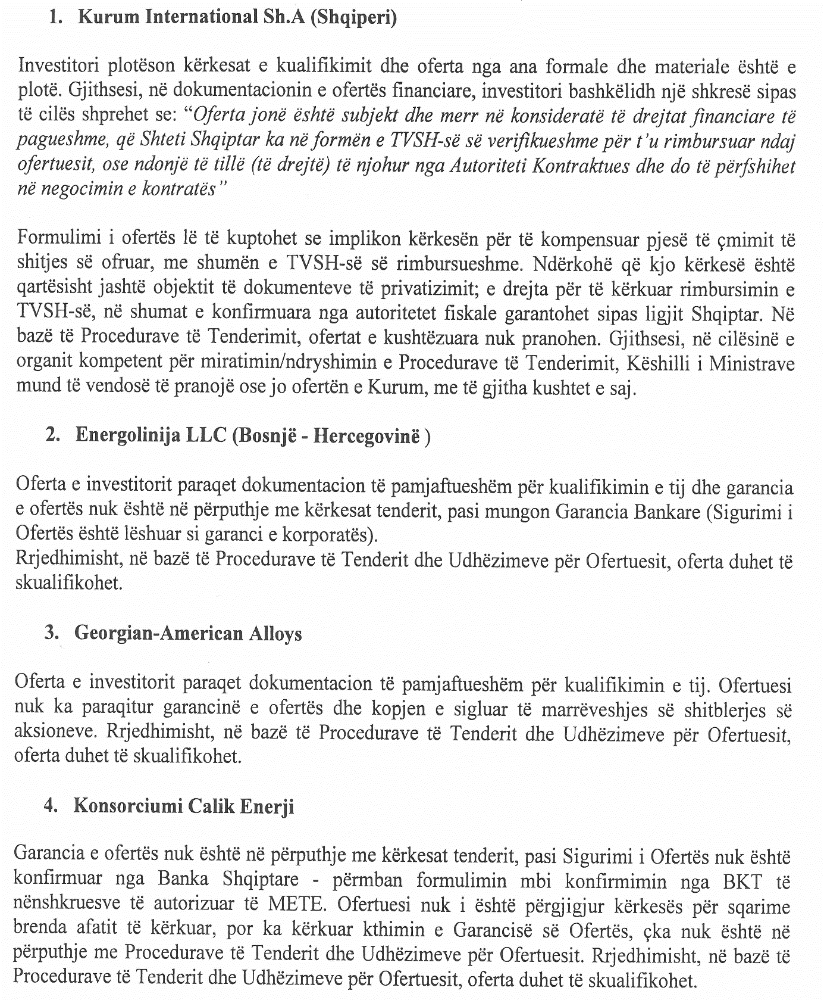 1. Kurum International Sh.A (Shqiperi)
Investitori plotëson kërkesat e kualifikimit dhe oferta nga ana formale dhe materiale është e
plotë. Gjithsesi, në dokumentacionin e ofertës financiare, investitori bashkëlidh një shkresë sipas
të cilës shprehet se: “Oferta jonë është subjekt dhe merr në konsideratë të drejtat financiare të
pagueshme, që Shteti Shqiptar ka në formën e TVSH-së së verifikueshme për t’u rimbursuar ndaj
ofertuesit, ose ndonjë të tillë (të drejtë) të njohur nga Autoriteti Kontraktues dhe do të përfshihet
në negocimin e kontratës”
Formulimi i ofertës lë të kuptohet se implikon kërkesën për të kompensuar pjesë të çmimit të
shitjes së ofruar, me shumën e TVSH-së së rimbursueshme. Ndërkohë që kjo kërkesë është
qartësisht jashtë objektit të dokumenteve të privatizimit; e drejta për të kërkuar rimbursimin e
TVSH-së, në shumat e konfirmuara nga autoritetet fiskale garantohet sipas ligjit Shqiptar. Në
bazë të Procedurave të Tenderimit, ofertat e kushtëzuara nuk pranohen. Gjithsesi, në cilësinë e
organit kompetent për miratimin/ndryshimin e Procedurave të Tenderimit, Këshilli i Ministrave
mund të vendosë të pranojë ose jo ofertën e Kurum, me të gjitha kushtet e saj.
2. Energolinija LLC (Bosnjë - Hercegovinë )
Oferta e investitorit paraqet dokumentacion të pamjaftueshëm për kualifikimin e tij dhe garancia
e ofertës nuk është në përputhje me kërkesat tenderit, pasi mungon Garancia Bankare (Sigurimi i
Ofertës është lëshuar si garanci e korporatës).
Rrjedhimisht, në bazë të Procedurave të Tenderit dhe Udhëzimeve për Ofertuesit, oferta duhet të
skualifikohet.
3. Georgian-American Alloys
Oferta e investitorit paraqet dokumentacion të pamjaftueshëm për kualifikimin e tij. Ofertuesi
nuk ka paraqitur garancinë e ofertës dhe kopjen e sigluar të marrëveshjes së shitblerjes së
aksioneve. Rrjedhimisht, në bazë të Procedurave të Tenderit dhe Udhëzimeve për Ofertuesit,
oferta duhet të skualifikohet.
4. Konsorciumi Calik Enerji
Garancia e ofertës nuk është në përputhje me kërkesat tenderit, pasi Sigurimi i Ofertës nuk është
konfirmuar nga Banka Shqiptare - përmban formulimin mbi konfirmimin nga BKT të
nënshkruesve të autorizuar të METE. Ofertuesi nuk i është përgjigjur kërkesës për sqarime
brenda afatit të kërkuar, por ka kërkuar kthimin e Garancisë së Ofertës, çka nuk është në
përputhje me Procedurave të Tenderit dhe Udhëzimeve për Ofertuesit. Rrjedhimisht, në bazë të
Procedurave të Tenderit dhe Udhëzimeve për Ofertuesit, oferta duhet të skualifikohet.